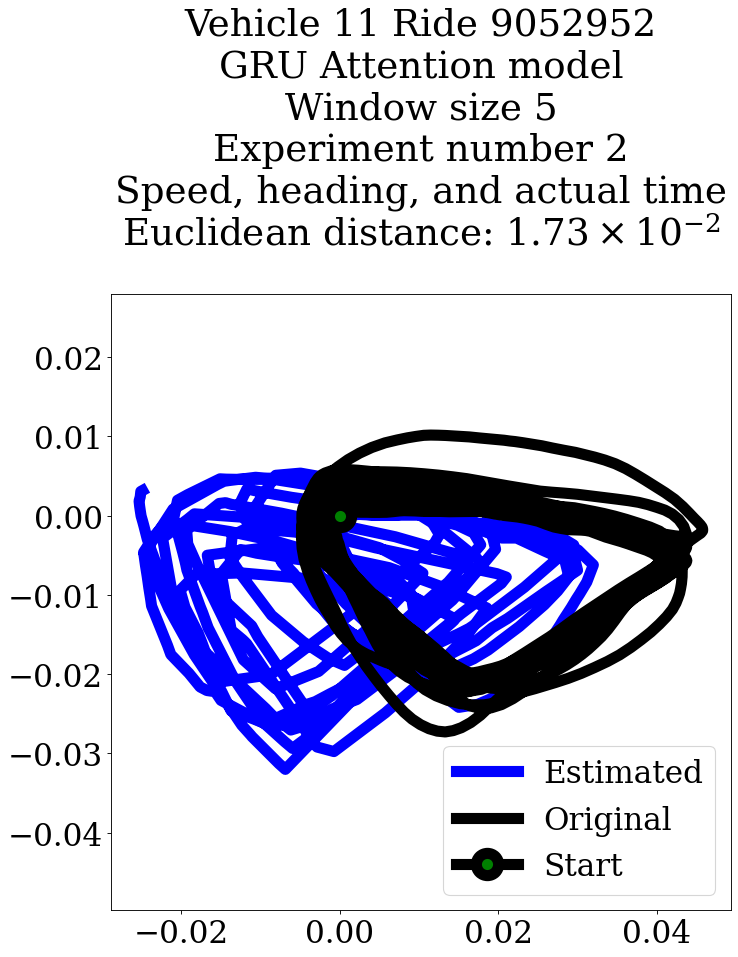 Vehicle 11 Ride 9052952
GRU Attention model
Window size 5
Experiment number 2
Speed, heading, and actual time
Euclidean distance: 1.73 × 10⁻²
0.02
0.01
0.00
−0.01
−0.02
−0.03
−0.04
Estimated
Original
Start
−0.02 0.00 0.02 0.04